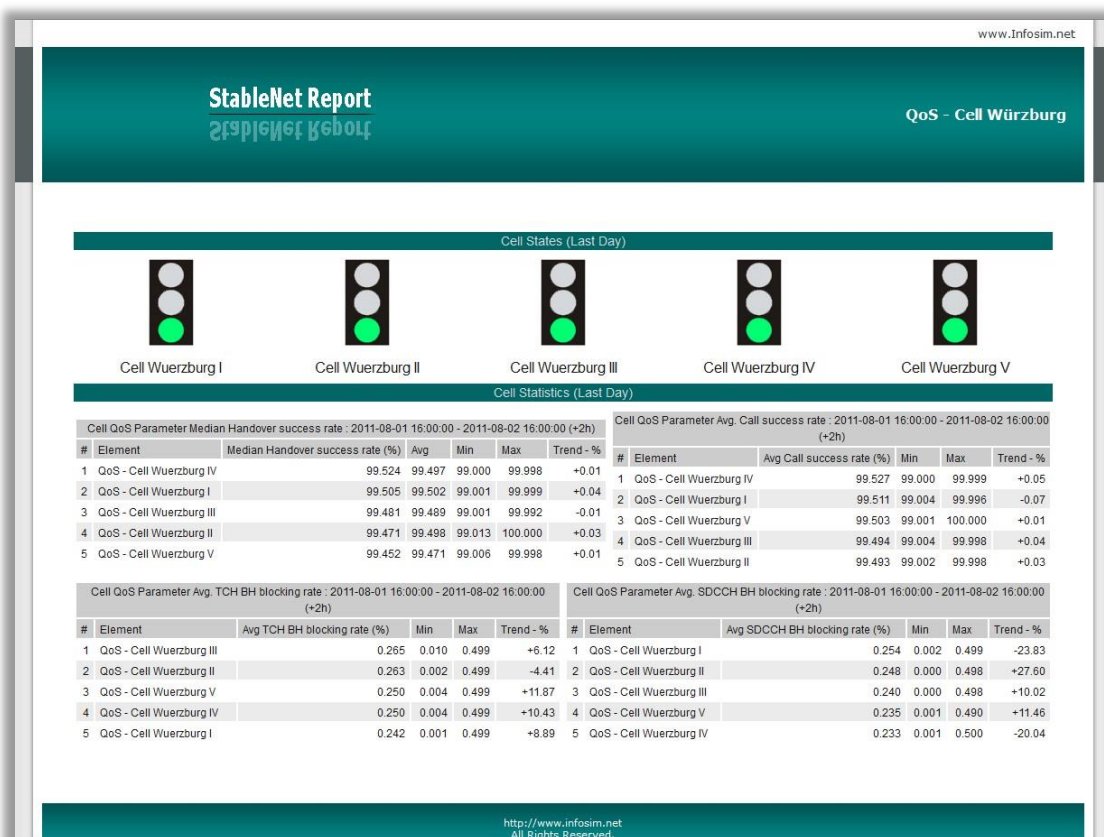 www.Infosim.net
StableNet Report
QoS - Cell Würzburg
Cell States (Last Day)
Cell Wuerzburg I
Cell Wuerzburg II
Cell Wuerzburg III
Cell Wuerzburg IV
Cell Wuerzburg V
Cell Statistics (Last Day)
Cell QoS Parameter Median Handover success rate : 2011-08-01 16:00:00 - 2011-08-02 16:00:00 (+2h)
# Element Median Handover success rate (%) Avg Min Max Trend - %
1 QoS - Cell Wuerzburg IV 99.524 99.497 99.000 99.998 +0.01
2 QoS - Cell Wuerzburg I 99.505 99.502 99.001 99.999 +0.04
3 QoS - Cell Wuerzburg III 99.481 99.489 99.001 99.992 -0.01
4 QoS - Cell Wuerzburg II 99.471 99.498 99.013 100.000 +0.03
5 QoS - Cell Wuerzburg V 99.452 99.471 99.006 99.998 +0.01
Cell QoS Parameter Avg. Call success rate : 2011-08-01 16:00:00 - 2011-08-02 16:00:00
(+2h)
# Element Avg Call success rate (%) Min Max Trend - %
1 QoS - Cell Wuerzburg IV 99.527 99.000 99.999 +0.05
2 QoS - Cell Wuerzburg I 99.511 99.004 99.996 -0.07
3 QoS - Cell Wuerzburg V 99.503 99.001 100.000 +0.01
4 QoS - Cell Wuerzburg III 99.494 99.004 99.998 +0.04
5 QoS - Cell Wuerzburg II 99.493 99.002 99.998 +0.03
Cell QoS Parameter Avg. TCH BH blocking rate : 2011-08-01 16:00:00 - 2011-08-02 16:00:00
(+2h)
# Element Avg TCH BH blocking rate (%) Min Max Trend - %
1 QoS - Cell Wuerzburg III 0.265 0.010 0.499 +6.12
2 QoS - Cell Wuerzburg II 0.263 0.002 0.499 -4.41
3 QoS - Cell Wuerzburg V 0.250 0.004 0.499 +11.87
4 QoS - Cell Wuerzburg IV 0.250 0.004 0.499 +10.43
5 QoS - Cell Wuerzburg I 0.242 0.001 0.499 +8.89
Cell QoS Parameter Avg. SDCCH BH blocking rate : 2011-08-01 16:00:00 - 2011-08-02 16:00:00
(+2h)
# Element Avg SDCCH BH blocking rate (%) Min Max Trend - %
1 QoS - Cell Wuerzburg I 0.254 0.002 0.499 -23.83
2 QoS - Cell Wuerzburg II 0.248 0.000 0.498 +27.60
3 QoS - Cell Wuerzburg III 0.240 0.000 0.498 +10.02
4 QoS - Cell Wuerzburg V 0.235 0.001 0.490 +11.46
5 QoS - Cell Wuerzburg IV 0.233 0.001 0.500 -20.04
http://www.infosim.net
All Rights Reserved.